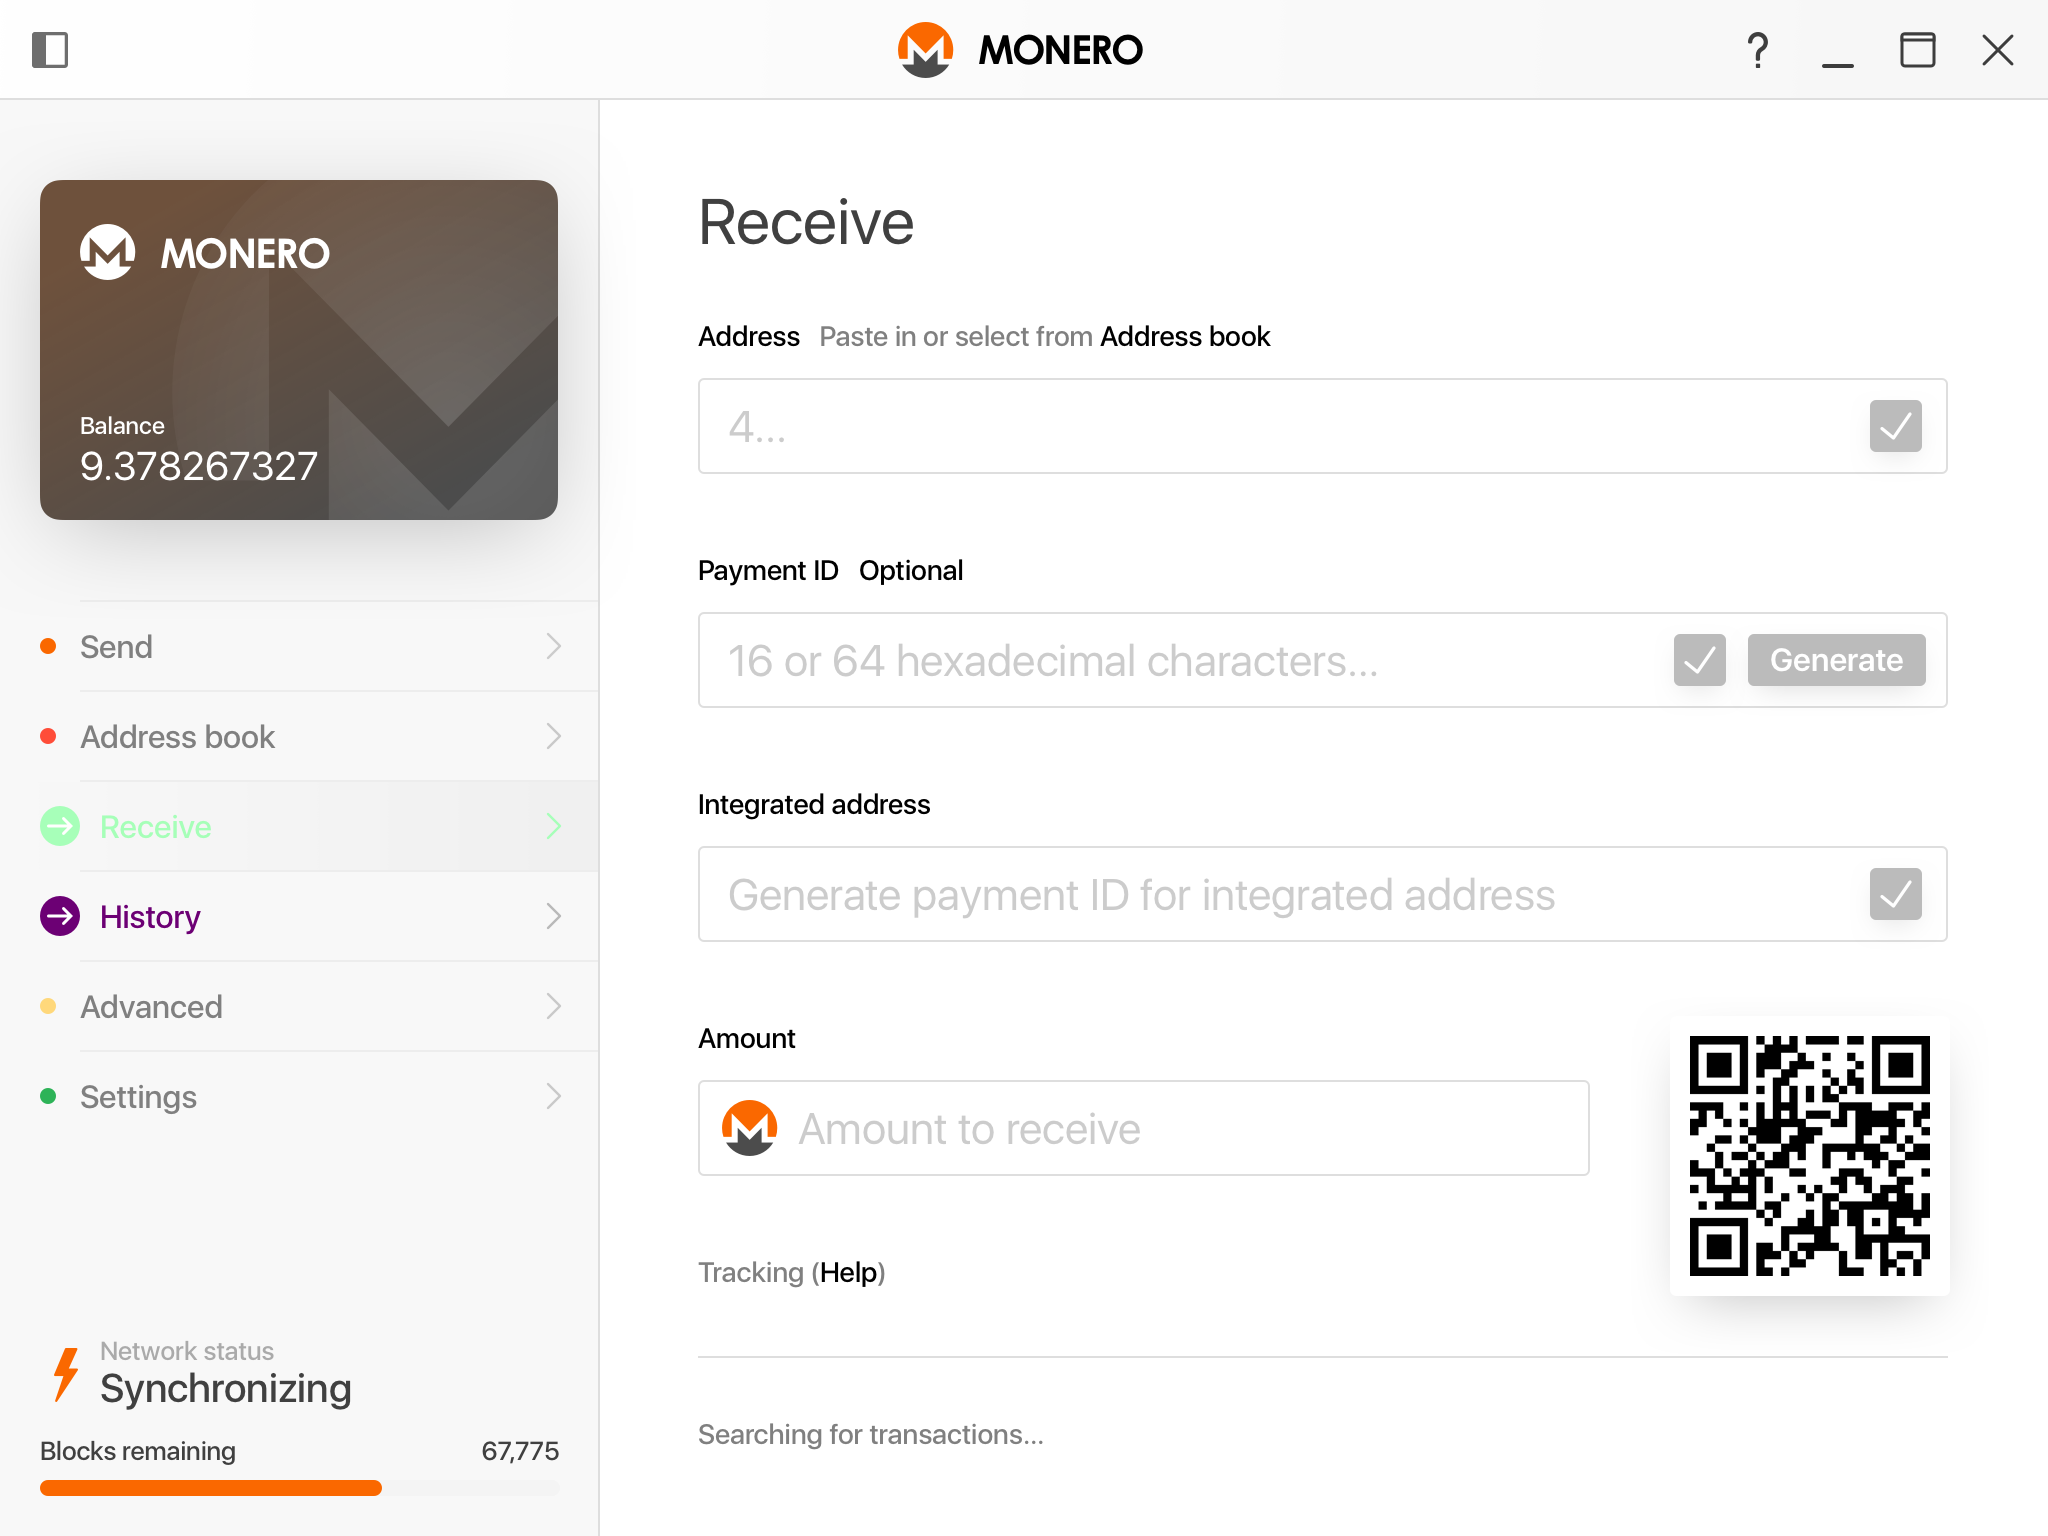 MONERO
MONERO
Balance
9.378267327
Send
Address book
Receive
History
Advanced
Settings
Network status
Synchronizing
Blocks remaining 67,775
Receive
Address Paste in or select from Address book
4...
Payment ID Optional
16 or 64 hexadecimal characters...
Generate
Integrated address
Generate payment ID for integrated address
Amount
Amount to receive
Tracking (Help)
Searching for transactions...